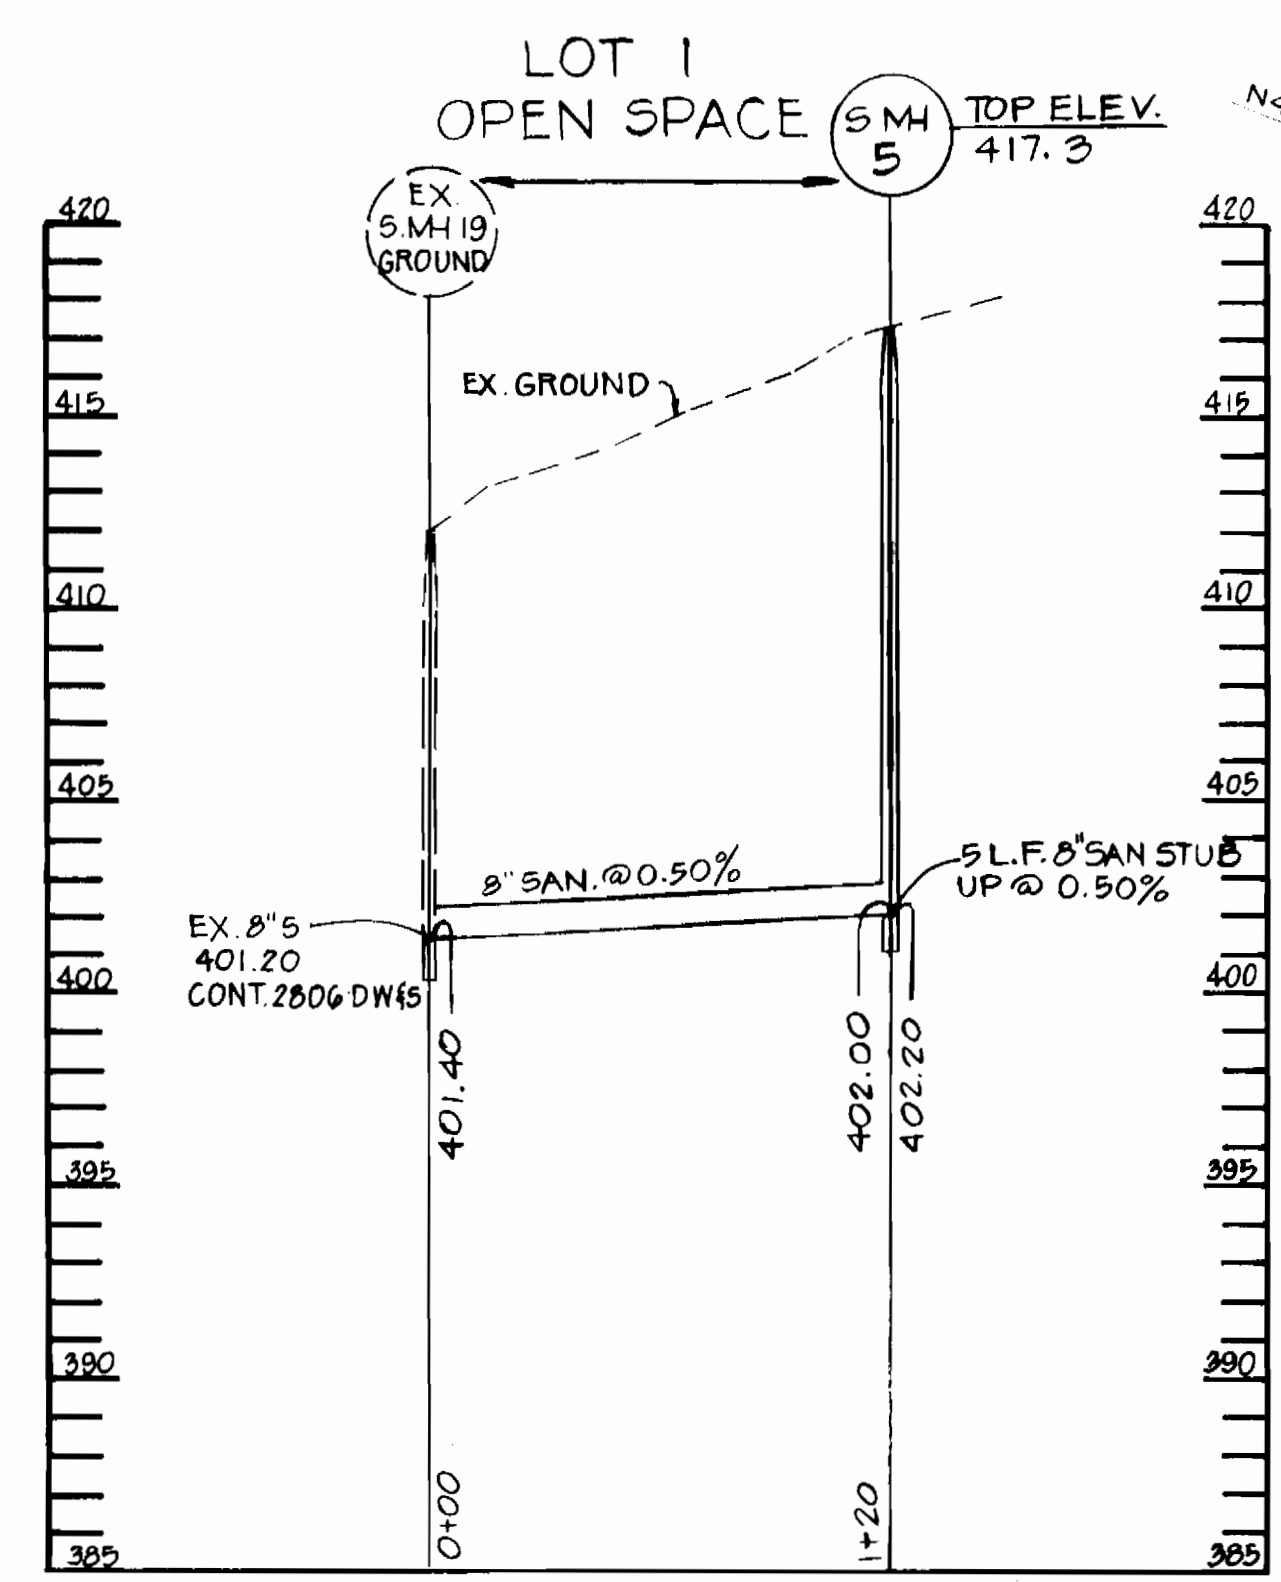 LOT 1
OPEN SPACE
S MH
5
TOP ELEV.
417.3
EX.
S.MH 19
GROUND
420
415
410
405
400
395
390
385
420
415
410
405
400
395
390
385
EX. GROUND
8" SAN. @ 0.50%
5 L.F. 8" SAN STUB
UP @ 0.50%
EX. 8" S
401.20
CONT. 2806 DW&S
401.40
402.00
402.20
0+00
1+20